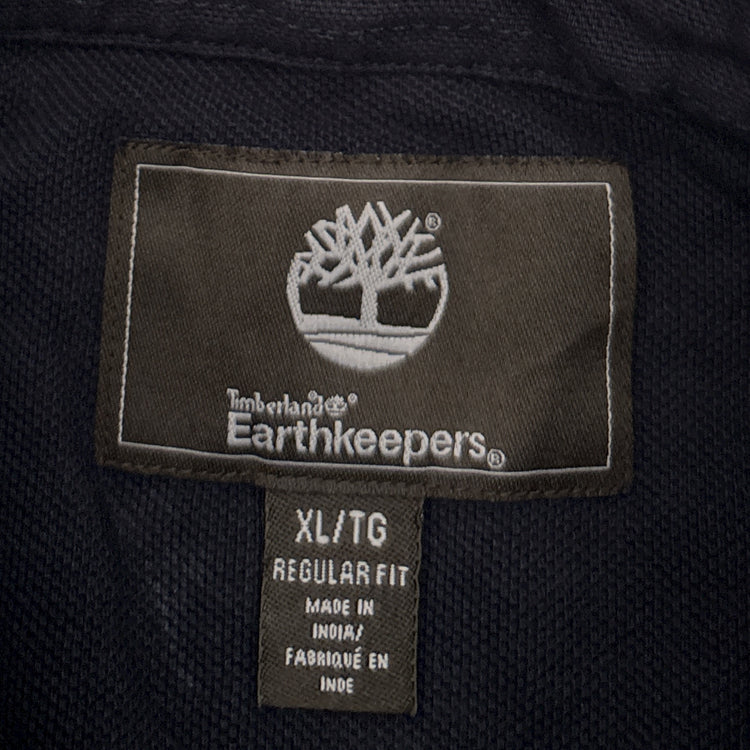 ®
Timberland®
Earthkeepers®
XL/TG
REGULAR FIT
MADE IN
INDIA/
FABRIQUÉ EN
INDE